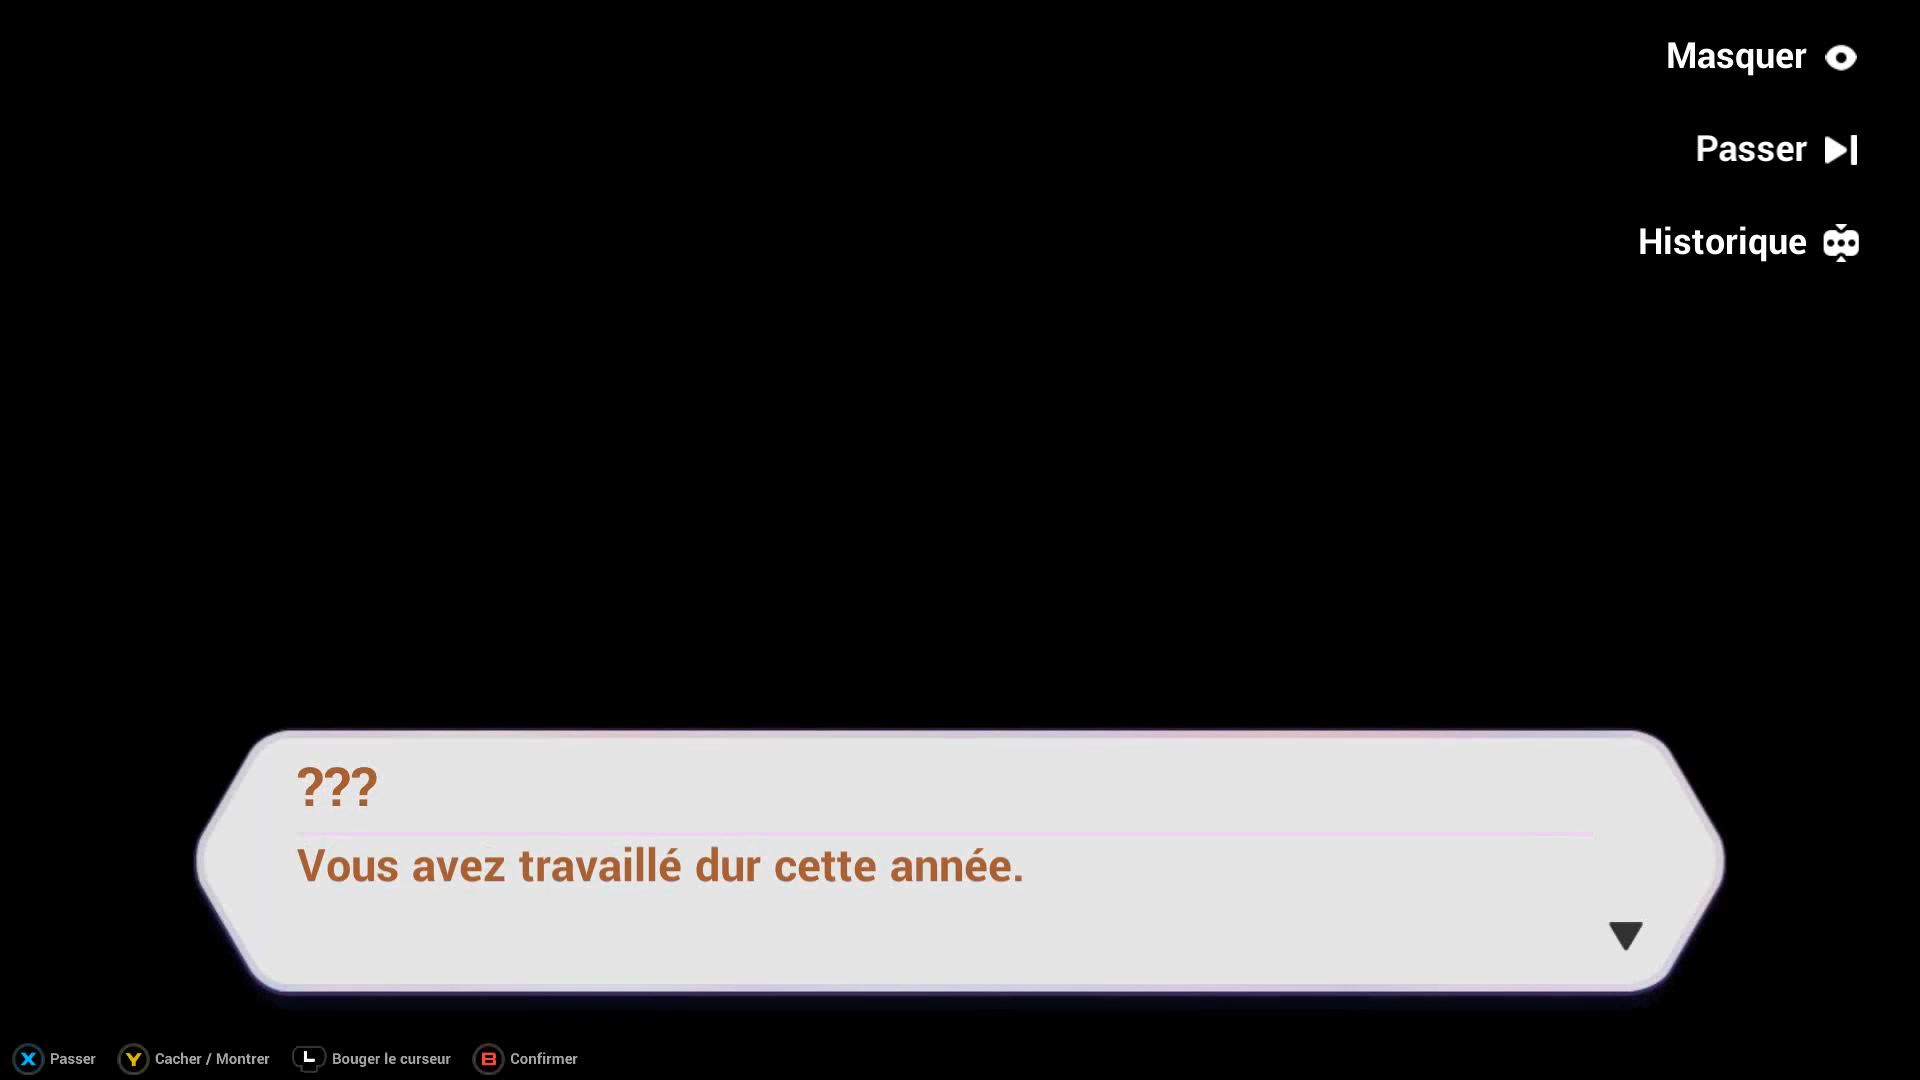 Masquer
Passer
Historique
???
Vous avez travaillé dur cette année.
X Passer Y Cacher / Montrer L Bouger le curseur B Confirmer